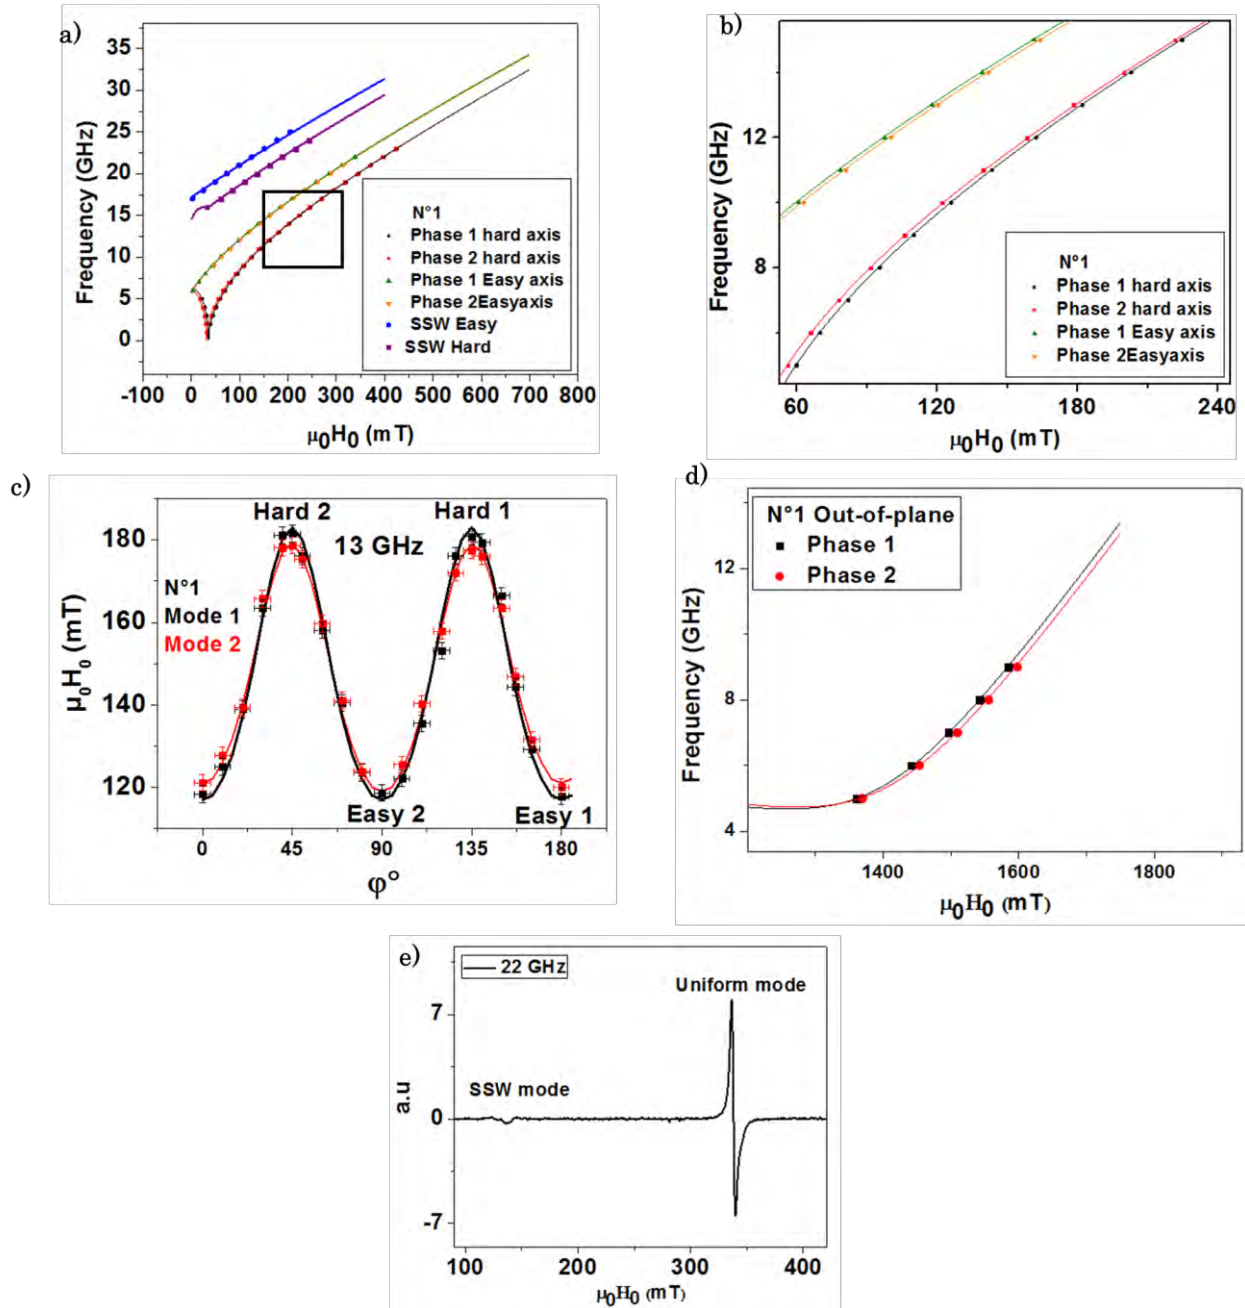 a)
Frequency (GHz)
35
30
25
20
15
10
5
0
-100 0 100 200 300 400 500 600 700 800
μ₀H₀ (mT)
N°1
Phase 1 hard axis
Phase 2 hard axis
Phase 1 Easy axis
Phase 2Easyaxis
SSW Easy
SSW Hard
b)
Frequency (GHz)
12
8
60 120 180 240
μ₀H₀ (mT)
N°1
Phase 1 hard axis
Phase 2 hard axis
Phase 1 Easy axis
Phase 2Easyaxis
c)
μ₀H₀ (mT)
180
160
140
120
Hard 2 Hard 1
13 GHz
N°1
Mode 1
Mode 2
Easy 2 Easy 1
0 45 90 135 180
φ°
d)
N°1 Out-of-plane
Phase 1
Phase 2
Frequency (GHz)
12
8
4
1400 1600 1800
μ₀H₀ (mT)
e)
22 GHz
Uniform mode
SSW mode
a.u
7
0
-7
100 200 300 400
μ₀H₀ (mT)